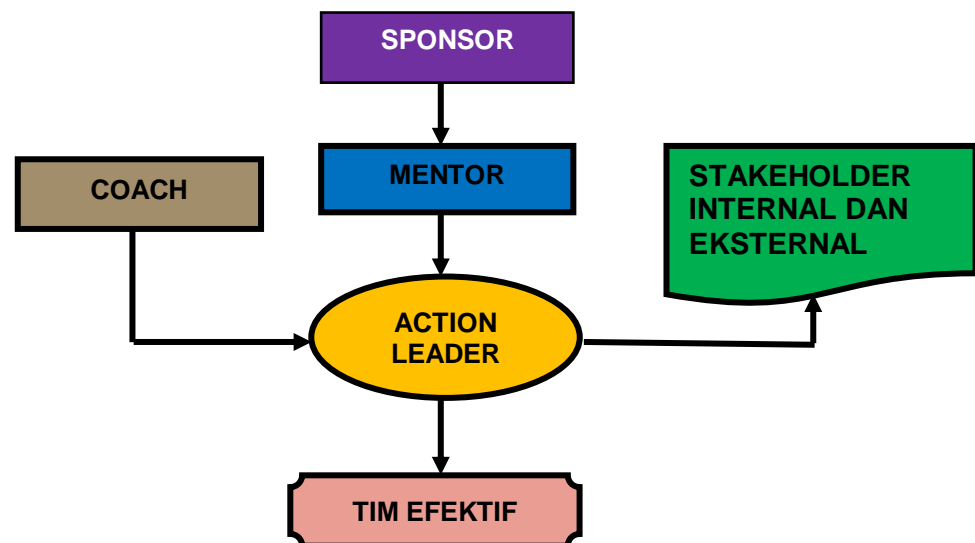 SPONSOR
MENTOR
COACH
STAKEHOLDER
INTERNAL DAN
EKSTERNAL
ACTION
LEADER
TIM EFEKTIF